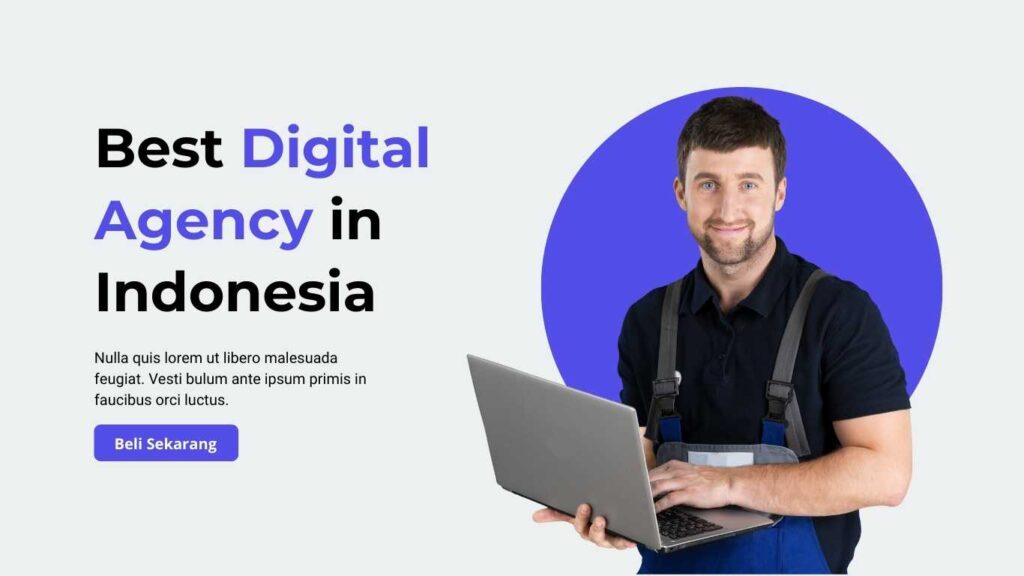 Best Digital
Agency in
Indonesia
Nulla quis lorem ut libero malesuada
feugiat. Vesti bulum ante ipsum primis in
faucibus orci luctus.
Beli Sekarang